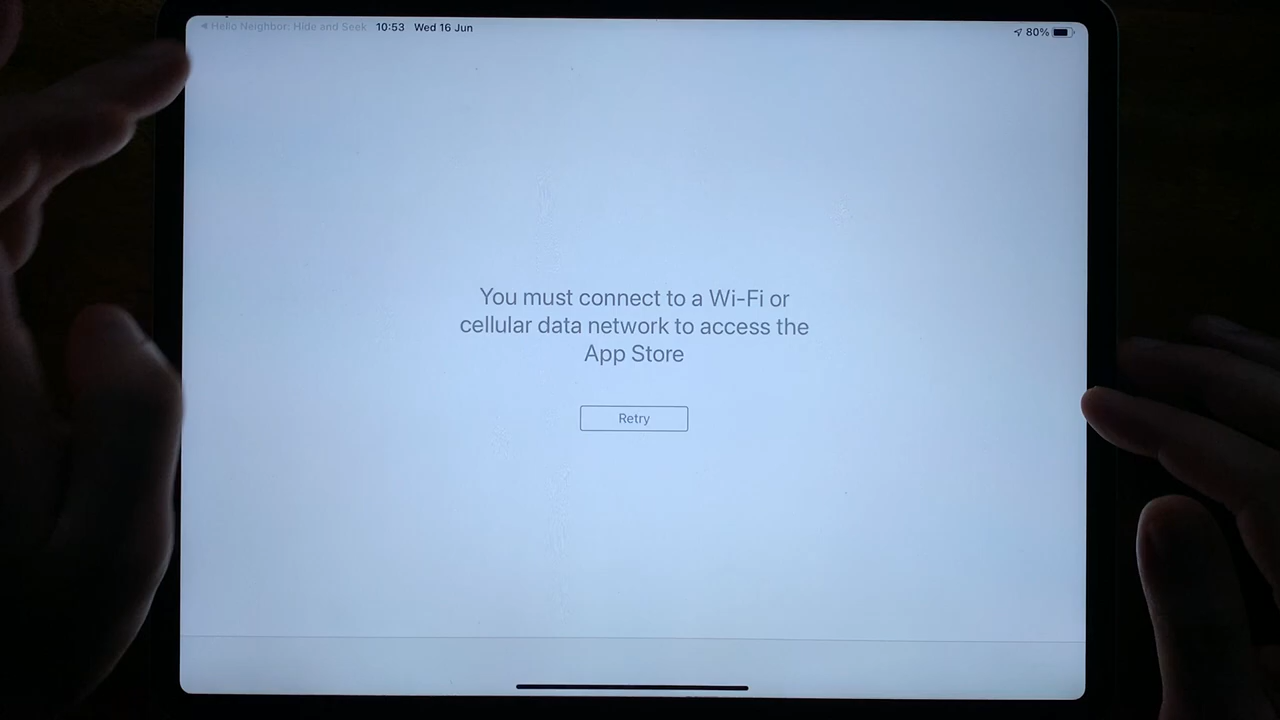 Hello Neighbor: Hide and Seek 10:53 Wed 16 Jun 80%
You must connect to a Wi-Fi or
cellular data network to access the
App Store
Retry